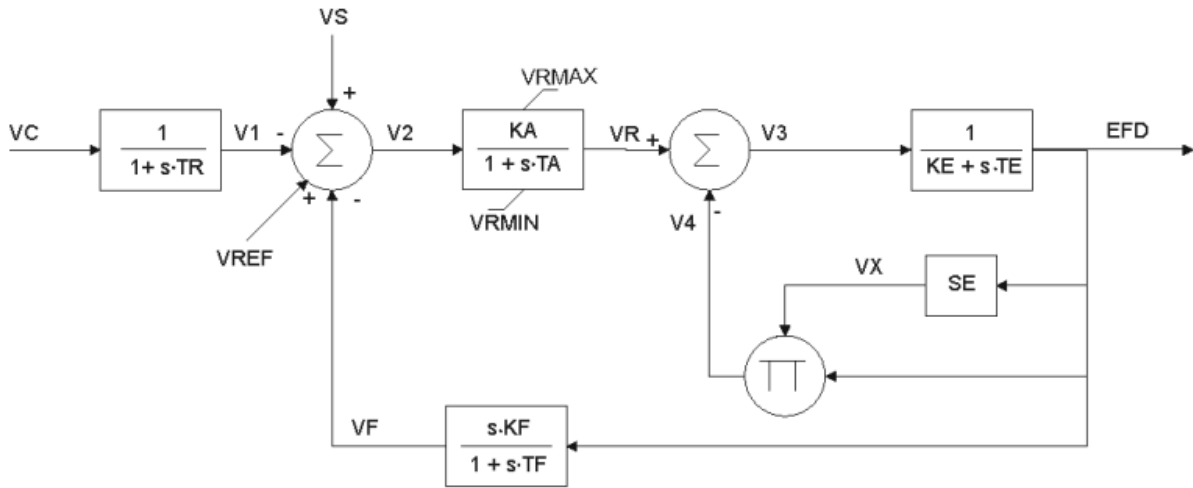 VS
+
VC
1
1+ s·TR
V1
-
Σ
V2
VRMAX
KA
1 + s·TA
VRMIN
VR
+
Σ
V3
1
KE + s·TE
EFD
+
-
VREF
V4
-
VX
SE
∏
VF
s·KF
1 + s·TF